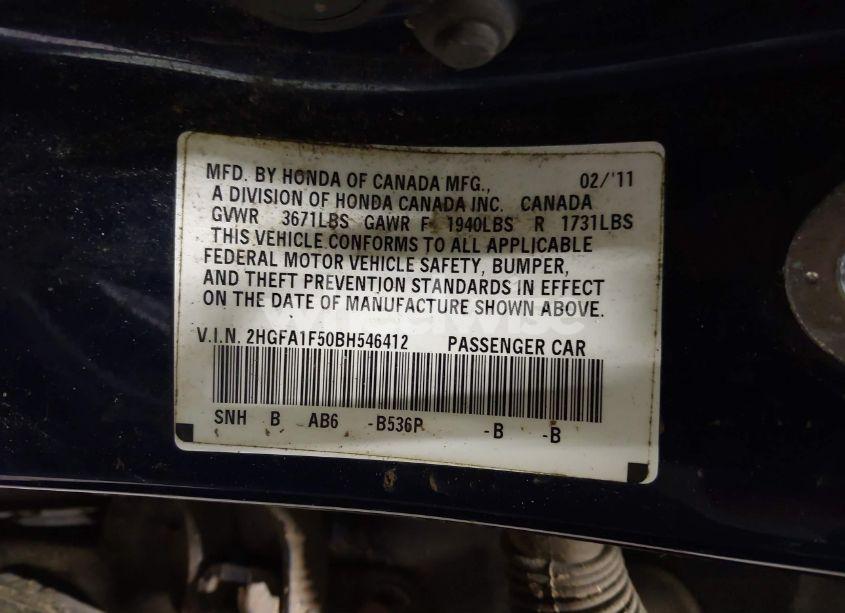 MFD. BY HONDA OF CANADA MFG., 02/'11
A DIVISION OF HONDA CANADA INC. CANADA
GVWR 3671LBS GAWR F 1940LBS R 1731LBS
THIS VEHICLE CONFORMS TO ALL APPLICABLE
FEDERAL MOTOR VEHICLE SAFETY, BUMPER,
AND THEFT PREVENTION STANDARDS IN EFFECT
ON THE DATE OF MANUFACTURE SHOWN ABOVE.
V.I.N. 2HGFA1F50BH546412 PASSENGER CAR
SNH B AB6 -B536P -B -B